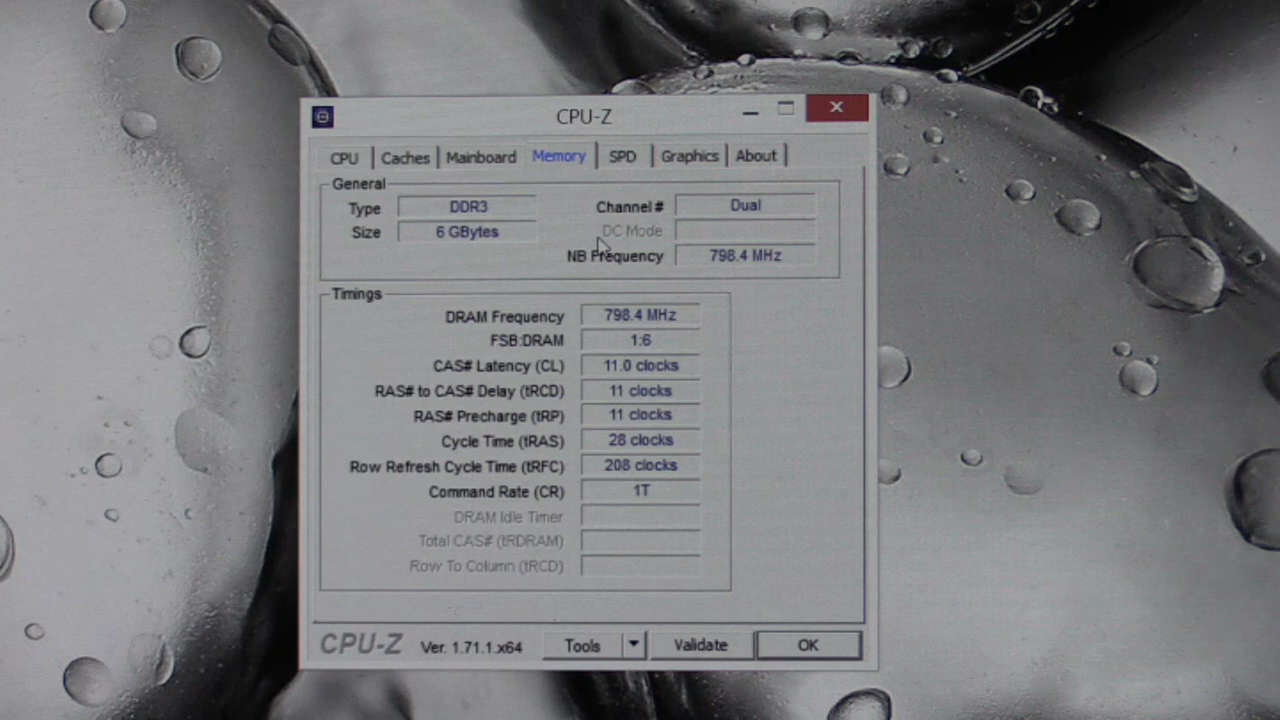 CPU-Z
CPU Caches Mainboard Memory SPD Graphics About
General
Type DDR3 Channel # Dual
Size 6 GBytes DC Mode
NB Frequency 798.4 MHz
Timings
DRAM Frequency 798.4 MHz
FSB:DRAM 1:6
CAS# Latency (CL) 11.0 clocks
RAS# to CAS# Delay (tRCD) 11 clocks
RAS# Precharge (tRP) 11 clocks
Cycle Time (tRAS) 28 clocks
Row Refresh Cycle Time (tRFC) 208 clocks
Command Rate (CR) 1T
DRAM Idle Timer
Total CAS# (tRDRAM)
Row To Column (tRCD)
CPU-Z Ver. 1.71.1.x64 Tools Validate OK